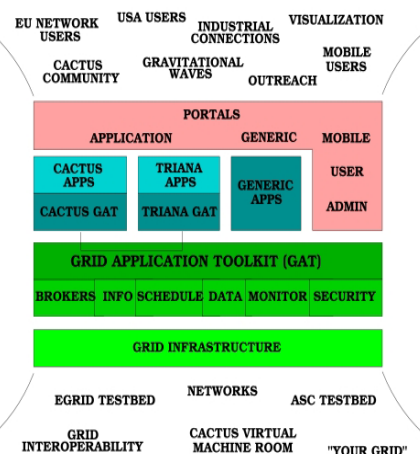 EU NETWORK
USERS
USA USERS
INDUSTRIAL
CONNECTIONS
VISUALIZATION
CACTUS
COMMUNITY
GRAVITATIONAL
WAVES
OUTREACH
MOBILE
USERS
PORTALS
APPLICATION GENERIC MOBILE
USER
ADMIN
CACTUS
APPS
CACTUS GAT
TRIANA
APPS
TRIANA GAT
GENERIC
APPS
GRID APPLICATION TOOLKIT (GAT)
BROKERS INFO SCHEDULE DATA MONITOR SECURITY
GRID INFRASTRUCTURE
EGRID TESTBED
NETWORKS
ASC TESTBED
GRID
INTEROPERABILITY
CACTUS VIRTUAL
MACHINE ROOM
"YOUR GRID"